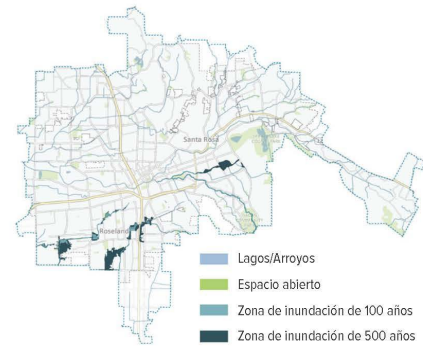 Santa Rosa
Roseland
Lagos/Arroyos
Espacio abierto
Zona de inundación de 100 años
Zona de inundación de 500 años